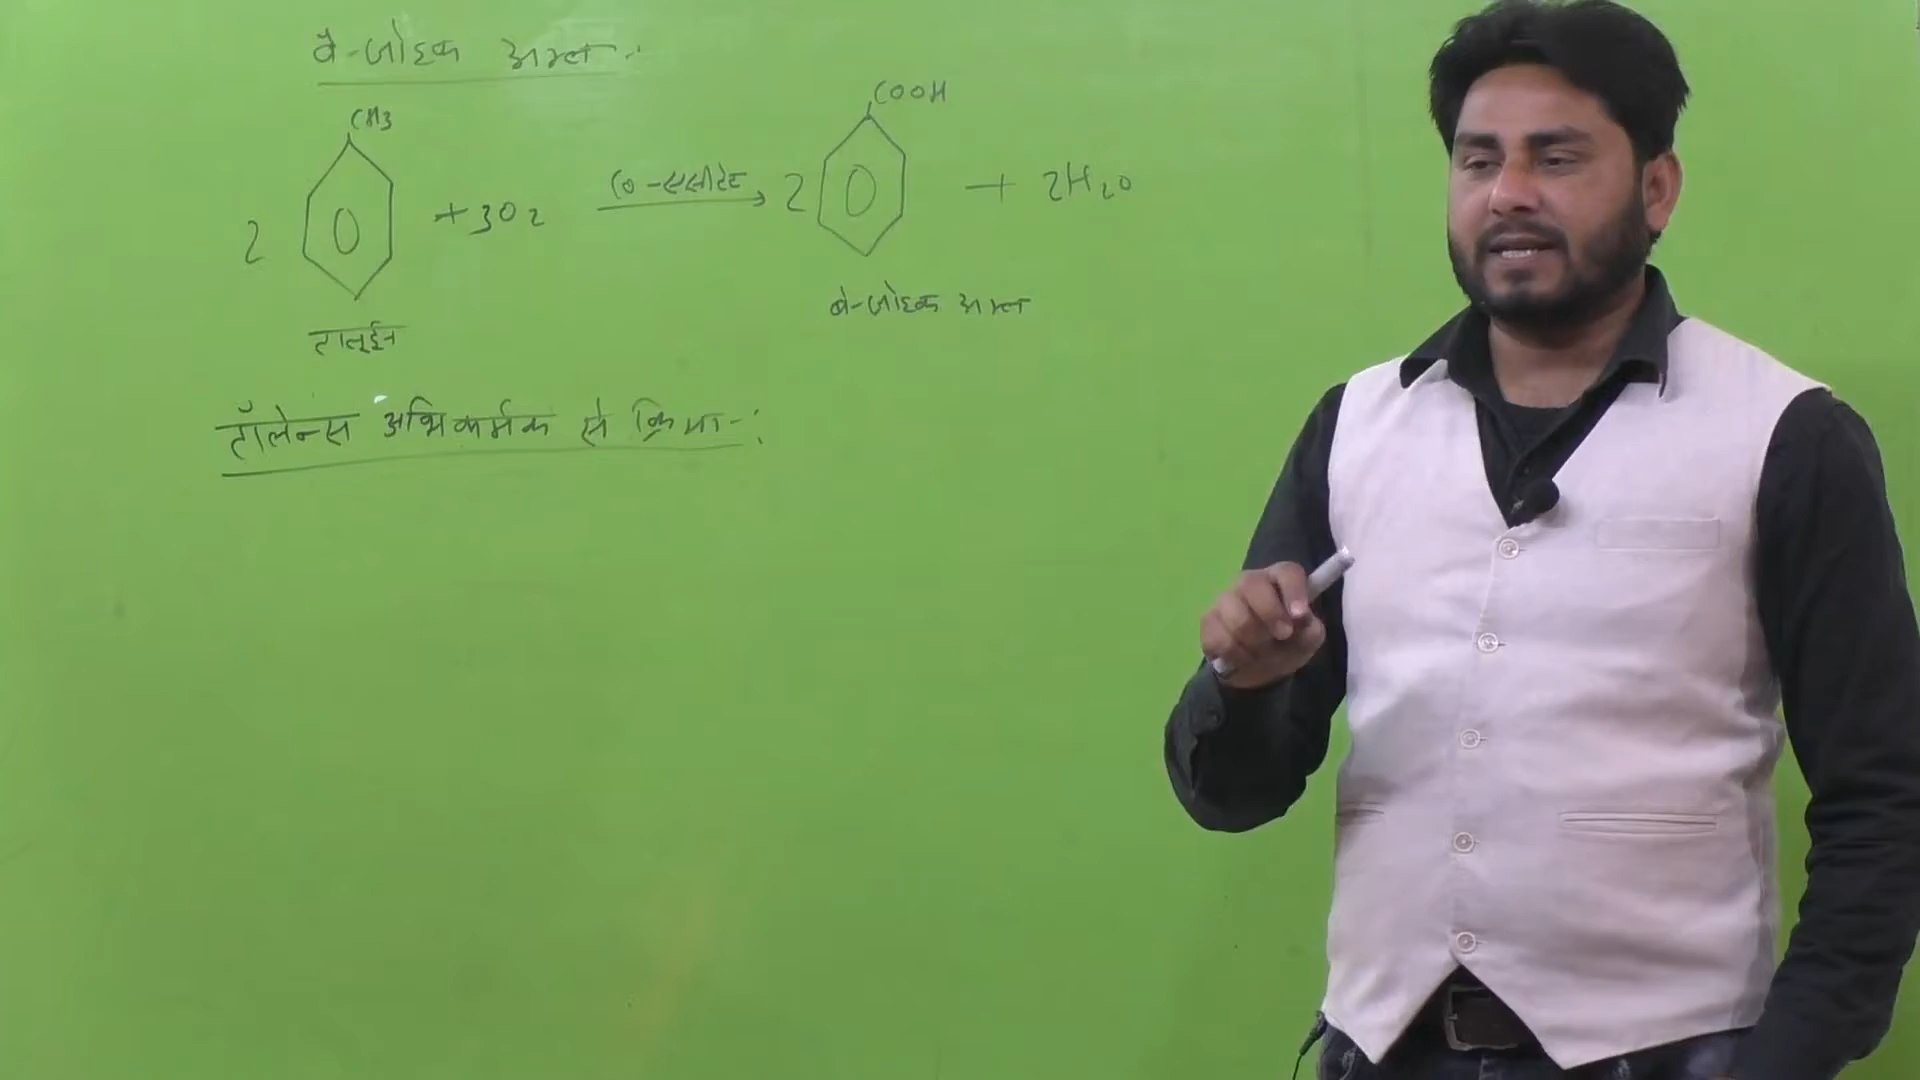 बेन्जोइक अम्ल :-
CH3 COOH
2 + 3O2 Co-एसीटेट → 2 + 2H2O
टालूईन बेन्जोइक अम्ल
टॉलेन्स अभिकर्मक से क्रिया-: